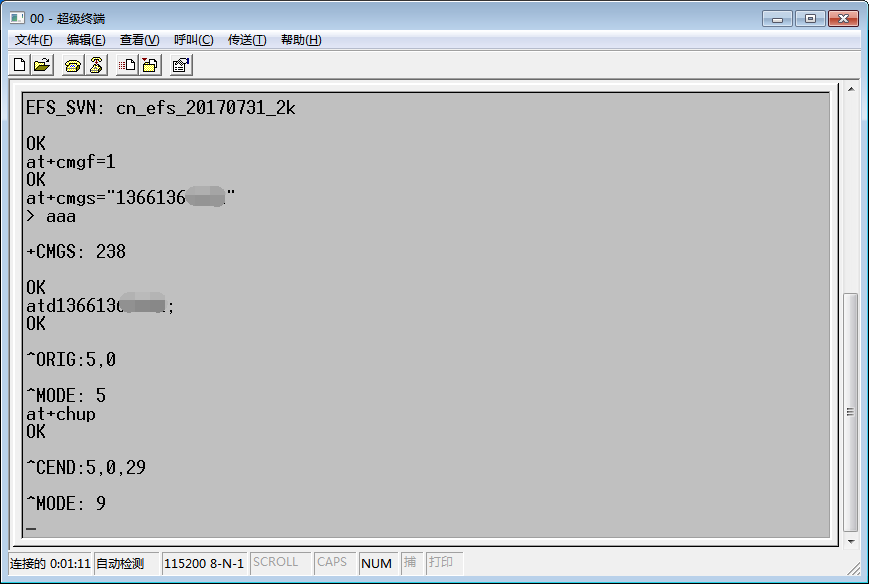 00 - 超级终端
文件(F) 编辑(E) 查看(V) 呼叫(C) 传送(T) 帮助(H)
EFS_SVN: cn_efs_20170731_2k
OK
at+cmgf=1
OK
at+cmgs="1366136 "
> aaa
+CMGS: 238
OK
atd136613 ;
OK
^ORIG:5,0
^MODE: 5
at+chup
OK
^CEND:5,0,29
^MODE: 9
_
连接的 0:01:11 自动检测 115200 8-N-1 SCROLL CAPS NUM 捕 打印